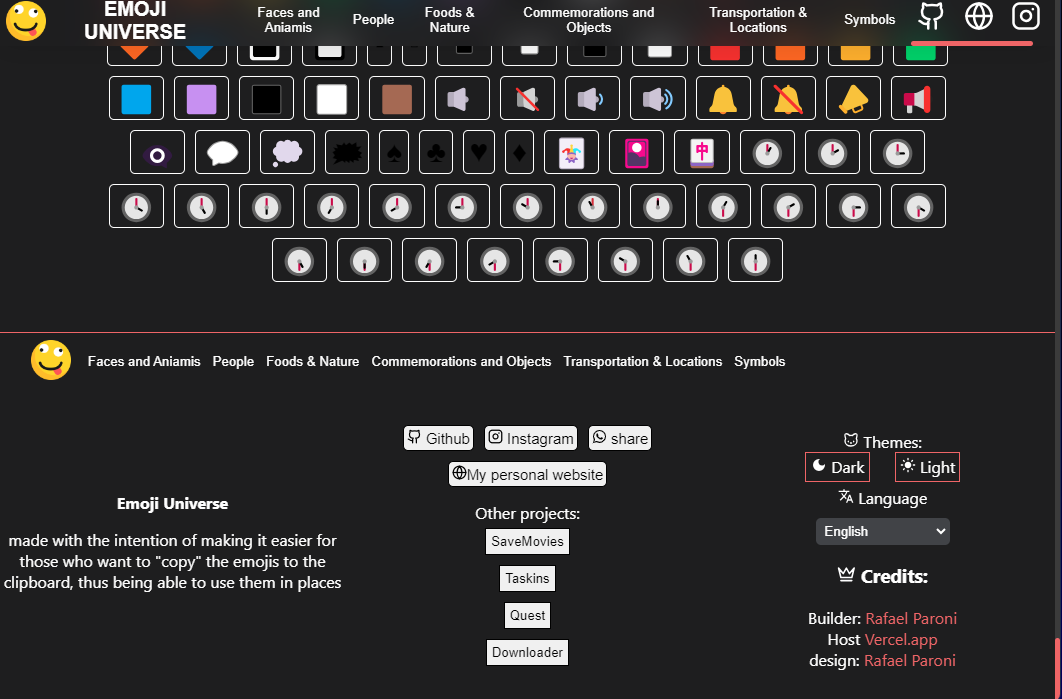 EMOJI
UNIVERSE
Faces and
Aniamis
People
Foods &
Nature
Commemorations and
Objects
Transportation &
Locations
Symbols
中
Faces and Aniamis People Foods & Nature Commemorations and Objects Transportation & Locations Symbols
Github Instagram share
My personal website
Other projects:
SaveMovies
Taskins
Quest
Downloader
Emoji Universe
made with the intention of making it easier for
those who want to "copy" the emojis to the
clipboard, thus being able to use them in places
Themes:
Dark Light
Language
English
Credits:
Builder: Rafael Paroni
Host Vercel.app
design: Rafael Paroni